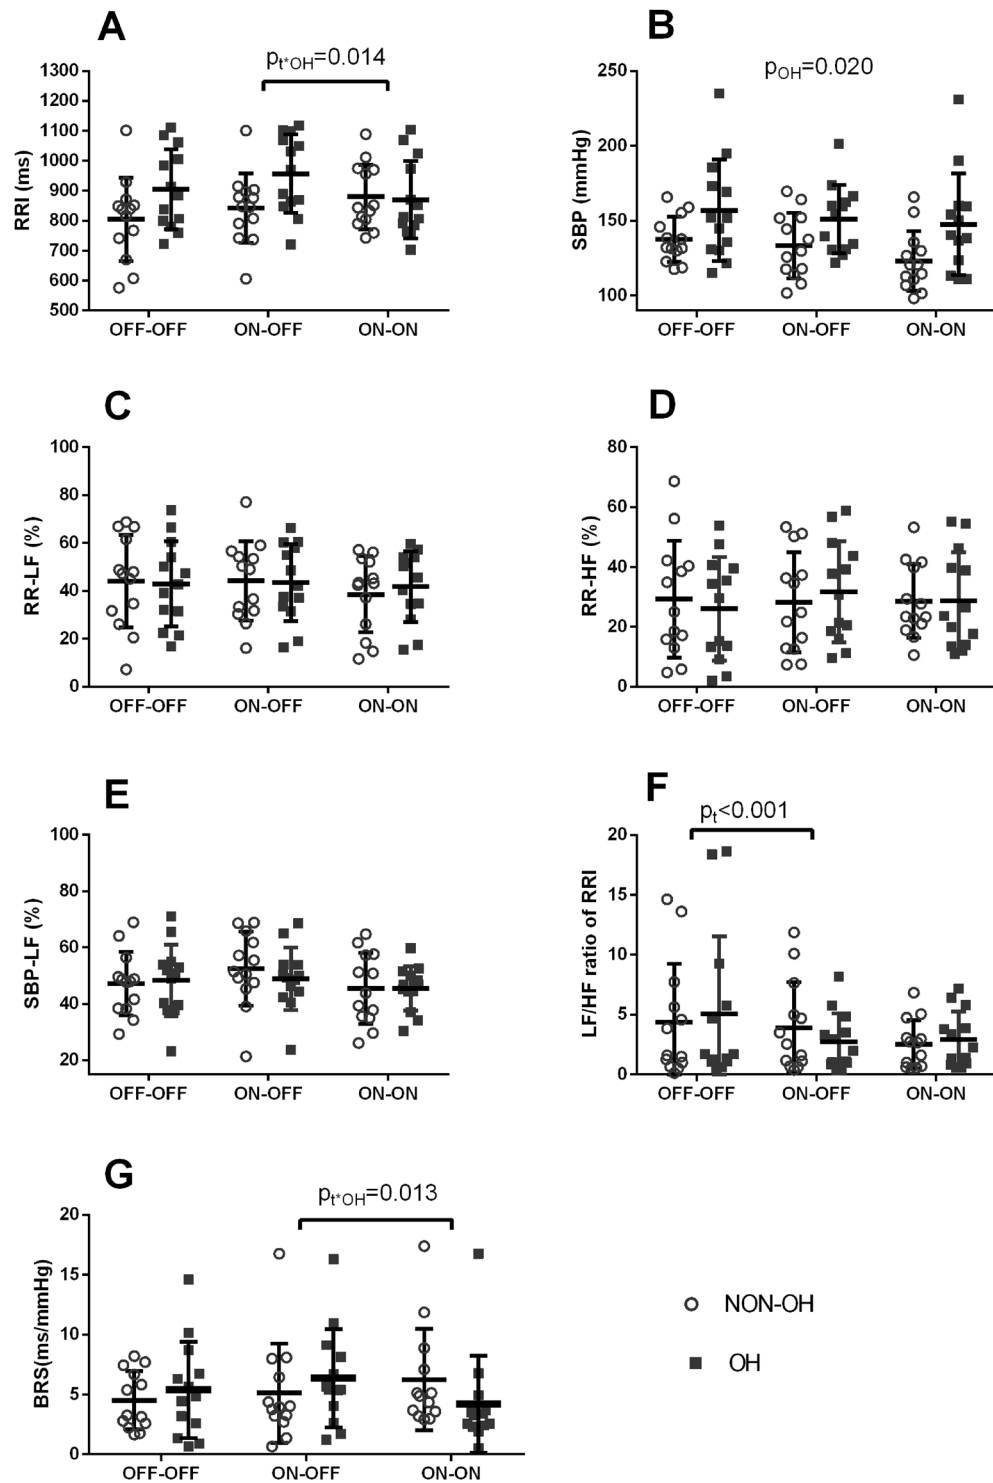 A
p_t*OH=0.014
RRI (ms)
1300
1200
1100
1000
900
800
700
600
500
OFF-OFF ON-OFF ON-ON
B
p_OH=0.020
SBP (mmHg)
250
200
150
100
OFF-OFF ON-OFF ON-ON
C
RR-LF (%)
100
80
60
40
20
0
OFF-OFF ON-OFF ON-ON
D
RR-HF (%)
80
60
40
20
0
OFF-OFF ON-OFF ON-ON
E
SBP-LF (%)
100
80
60
40
20
OFF-OFF ON-OFF ON-ON
F
p_t<0.001
LF/HF ratio of RRI
20
15
10
5
0
OFF-OFF ON-OFF ON-ON
G
p_t*OH=0.013
BRS(ms/mmHg)
20
15
10
5
0
OFF-OFF ON-OFF ON-ON
NON-OH
OH